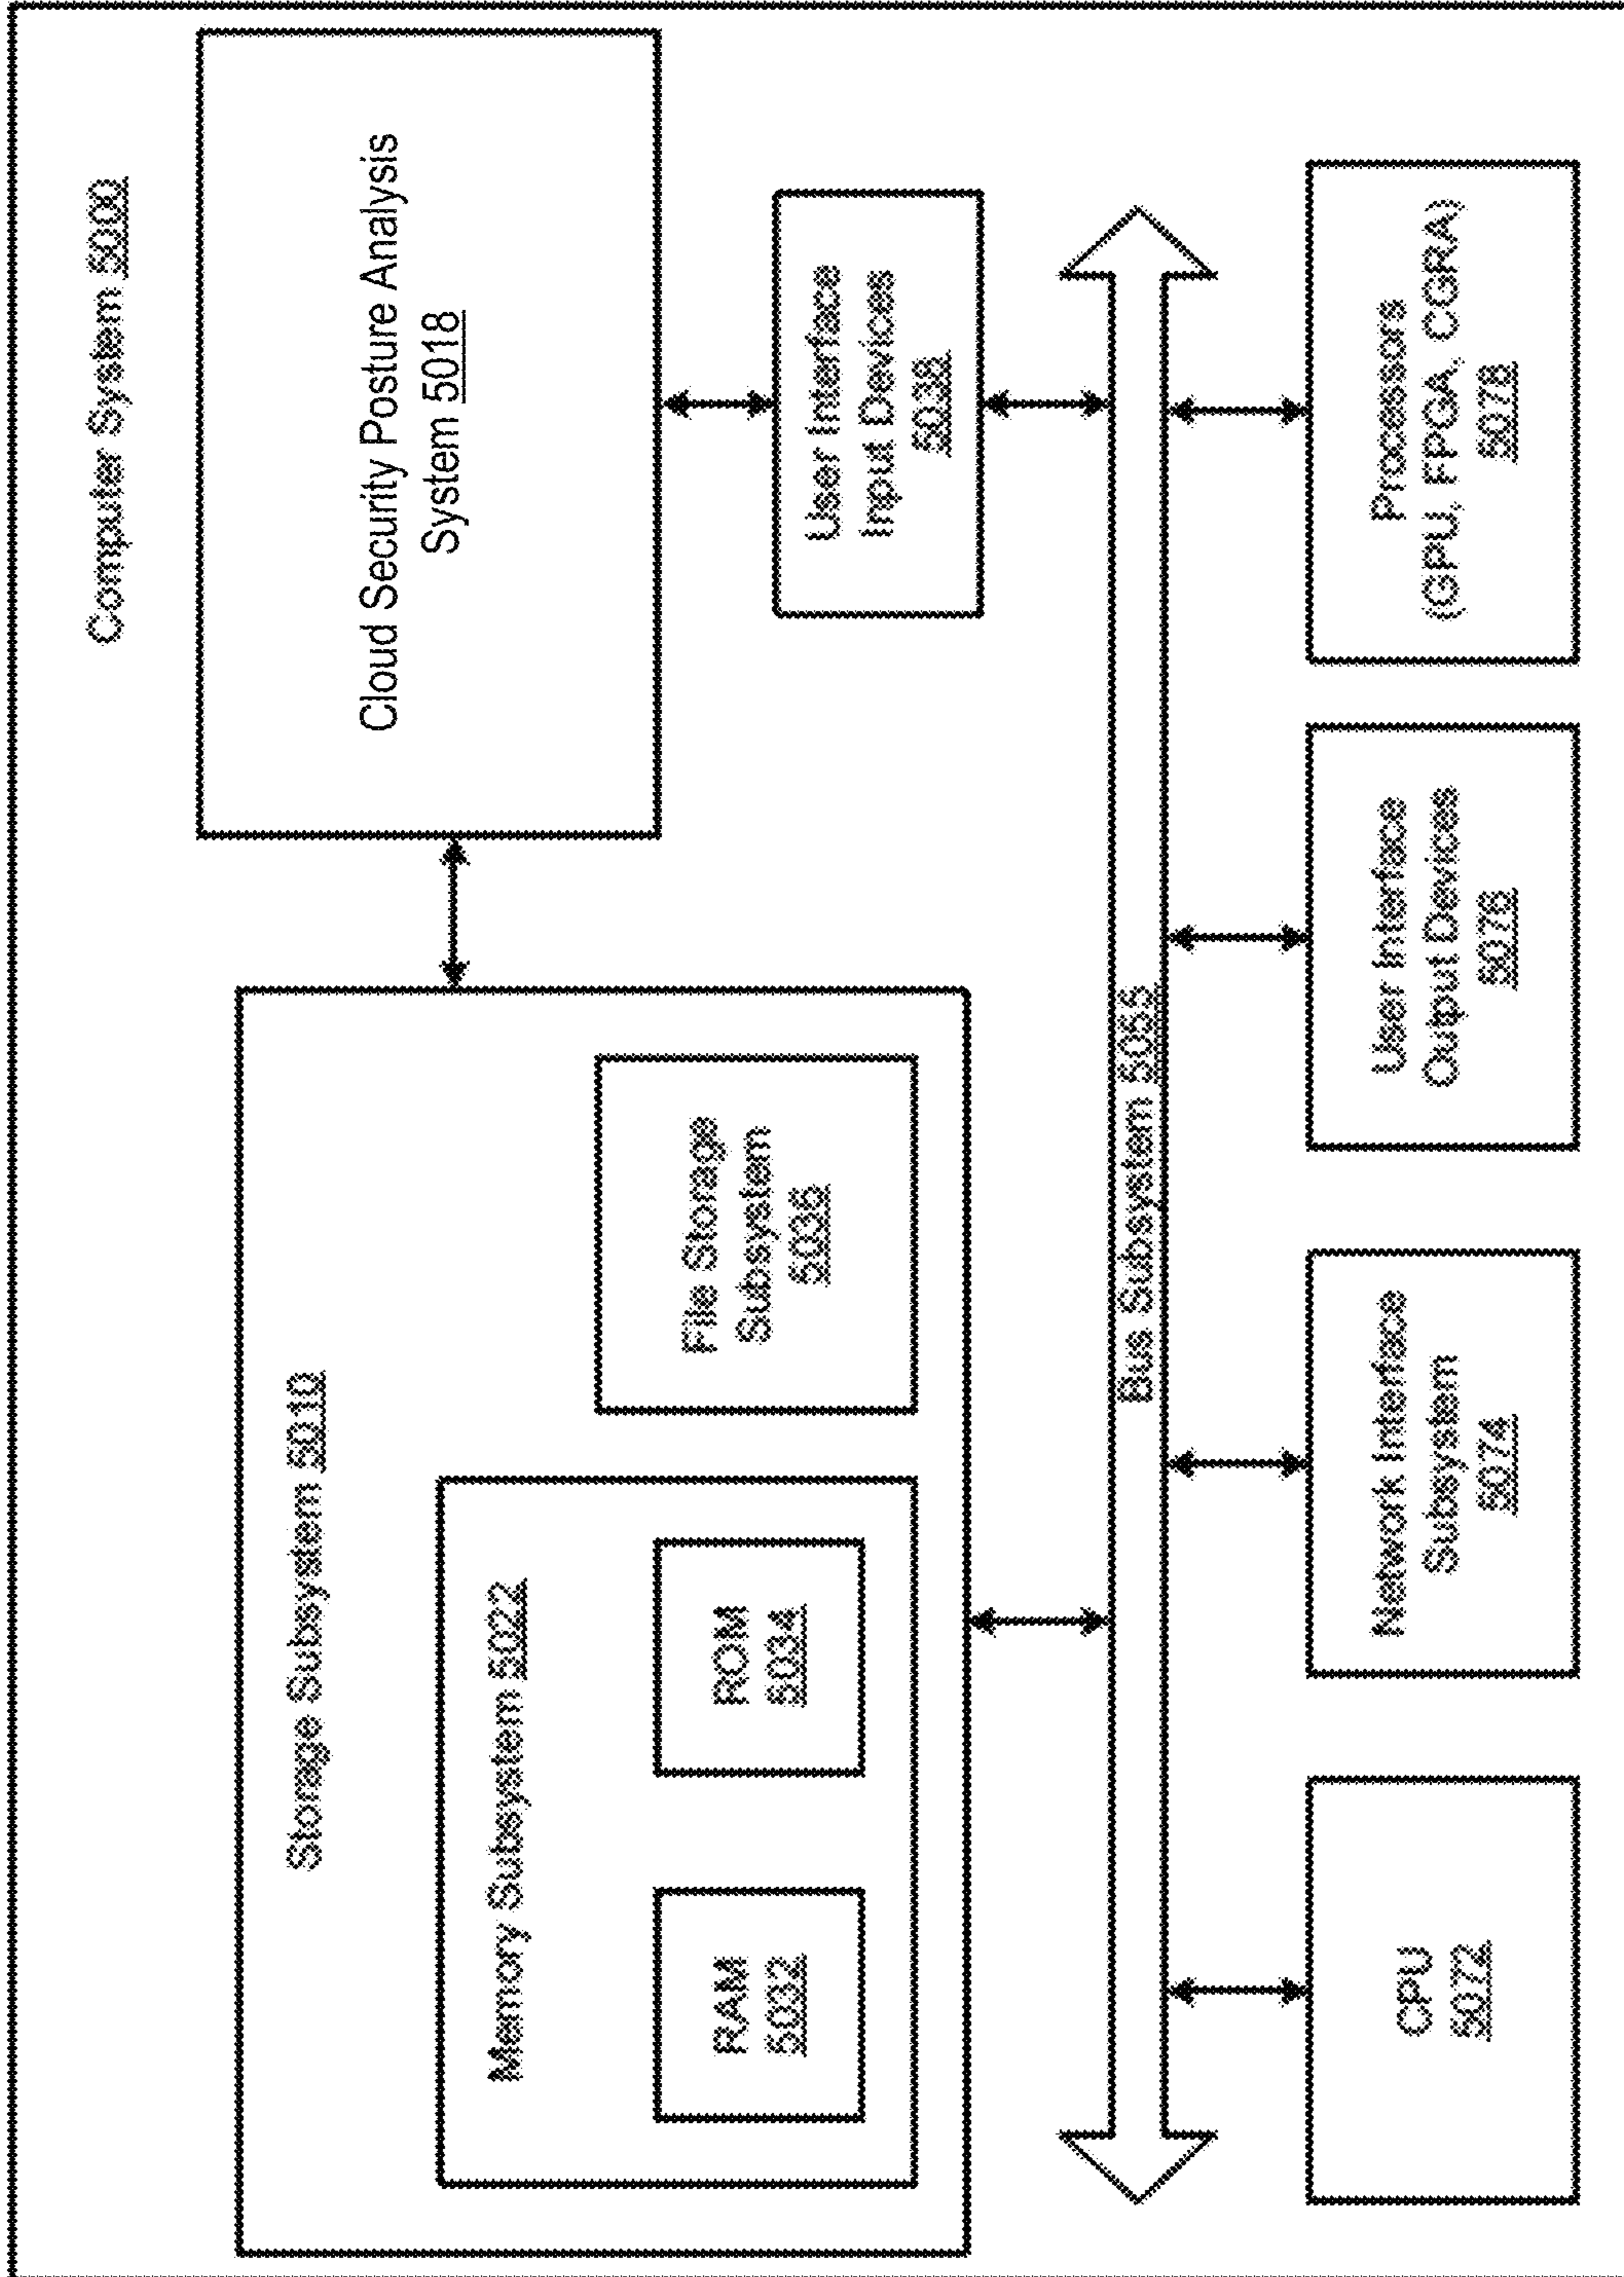 Computer System 5000
Storage Subsystem 5010
Memory Subsystem 5022
RAM
5032
ROM
5034
File Storage
Subsystem
5036
Cloud Security Posture Analysis
System 5018
User Interface
Input Devices
5038
Bus Subsystem 5055
CPU
5072
Network Interface
Subsystem
5074
User Interface
Output Devices
5076
Processors
(GPU, FPGA, CGRA)
5078